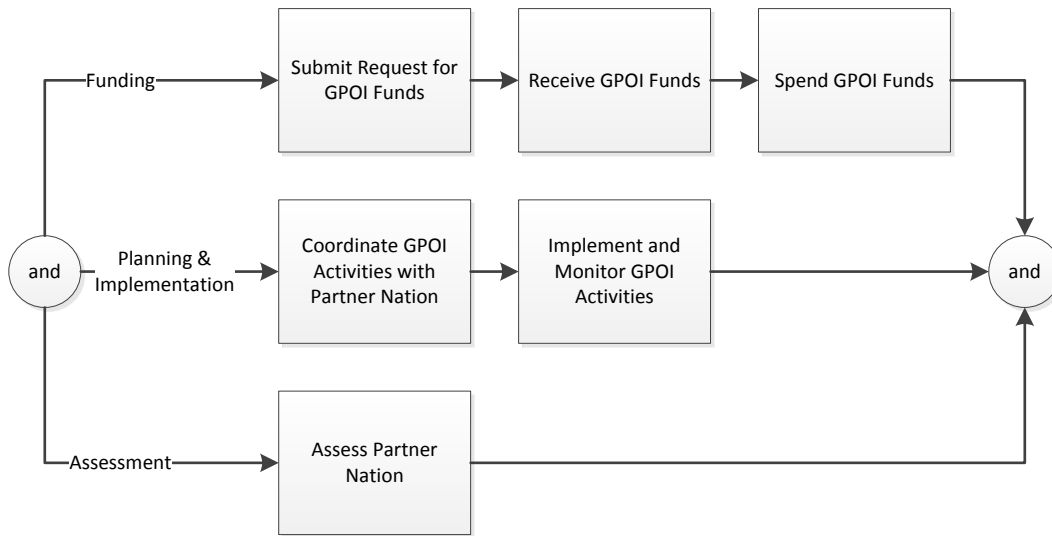 Funding
Submit Request for
GPOI Funds
Receive GPOI Funds
Spend GPOI Funds
and
Planning &
Implementation
Coordinate GPOI
Activities with
Partner Nation
Implement and
Monitor GPOI
Activities
and
Assessment
Assess Partner
Nation